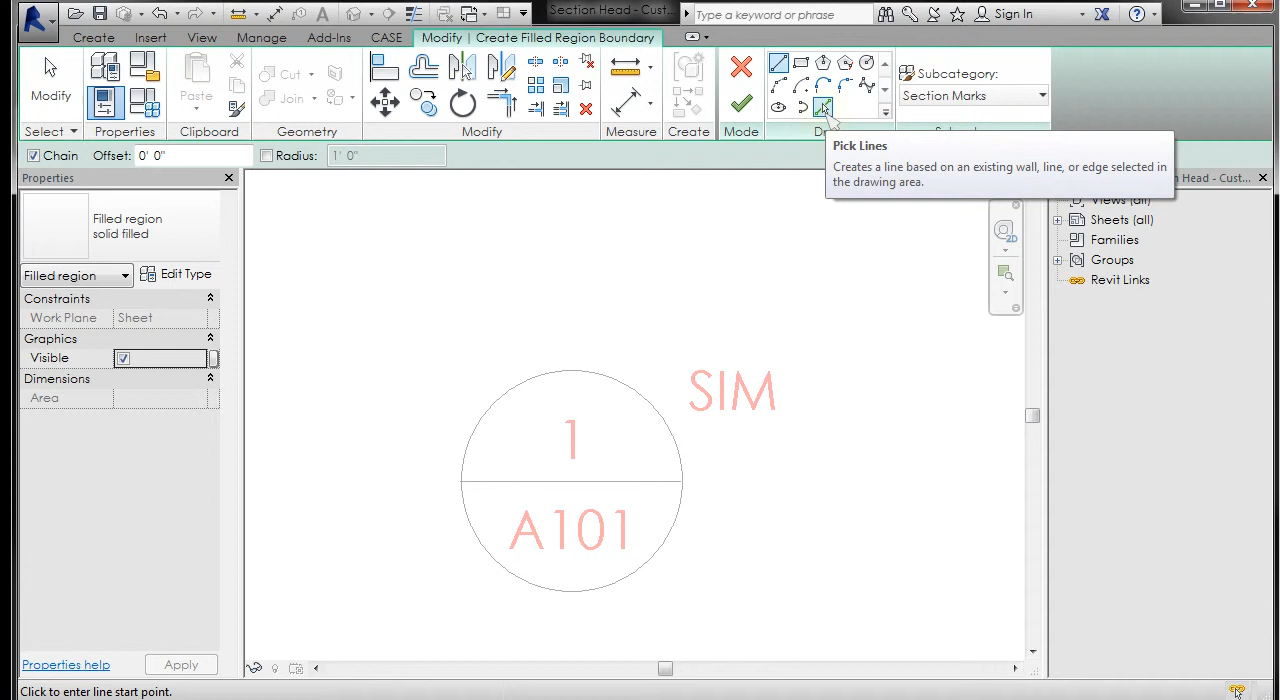 Section Head - Cust...
Type a keyword or phrase
Sign In
Create Insert View Manage Add-Ins CASE Modify | Create Filled Region Boundary
Modify
Paste
Cut
Join
Subcategory:
Section Marks
Select Properties Clipboard Geometry Modify Measure Create Mode
Chain Offset: 0' 0" Radius: 1' 0"
Pick Lines
Creates a line based on an existing wall, line, or edge selected in
the drawing area.
Properties
Filled region
solid filled
Filled region
Edit Type
Constraints
Work Plane Sheet
Graphics
Visible
Dimensions
Area
Properties help
Apply
2D
SIM
1
A101
n Head - Cust...
Views (all)
Sheets (all)
Families
Groups
Revit Links
Click to enter line start point.